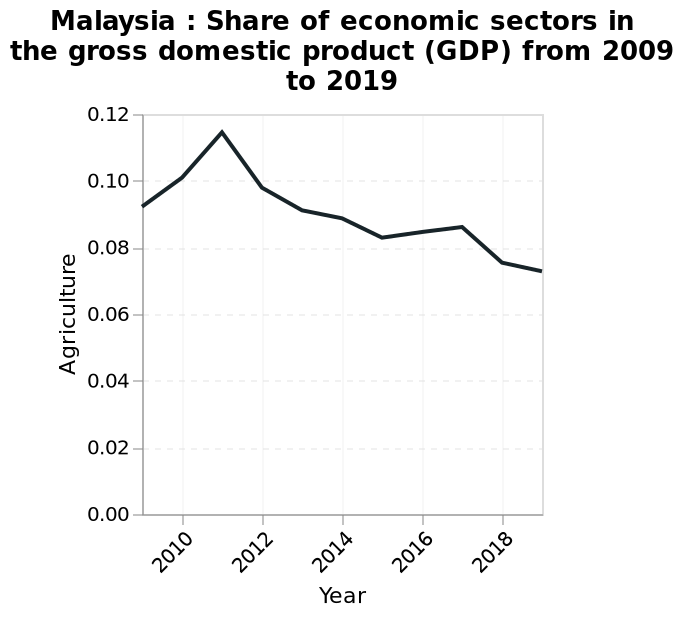 Malaysia : Share of economic sectors in
the gross domestic product (GDP) from 2009
to 2019
0.12
0.10
0.08
0.06
0.04
0.02
0.00
Agriculture
2010
2012
2014
2016
2018
Year